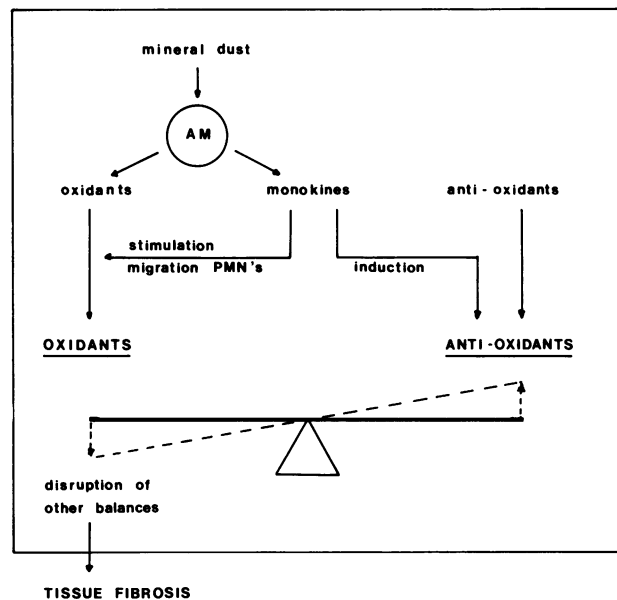 mineral dust
AM
oxidants monokines anti-oxidants
stimulation
migration PMN's induction
OXIDANTS ANTI-OXIDANTS
disruption of
other balances
TISSUE FIBROSIS